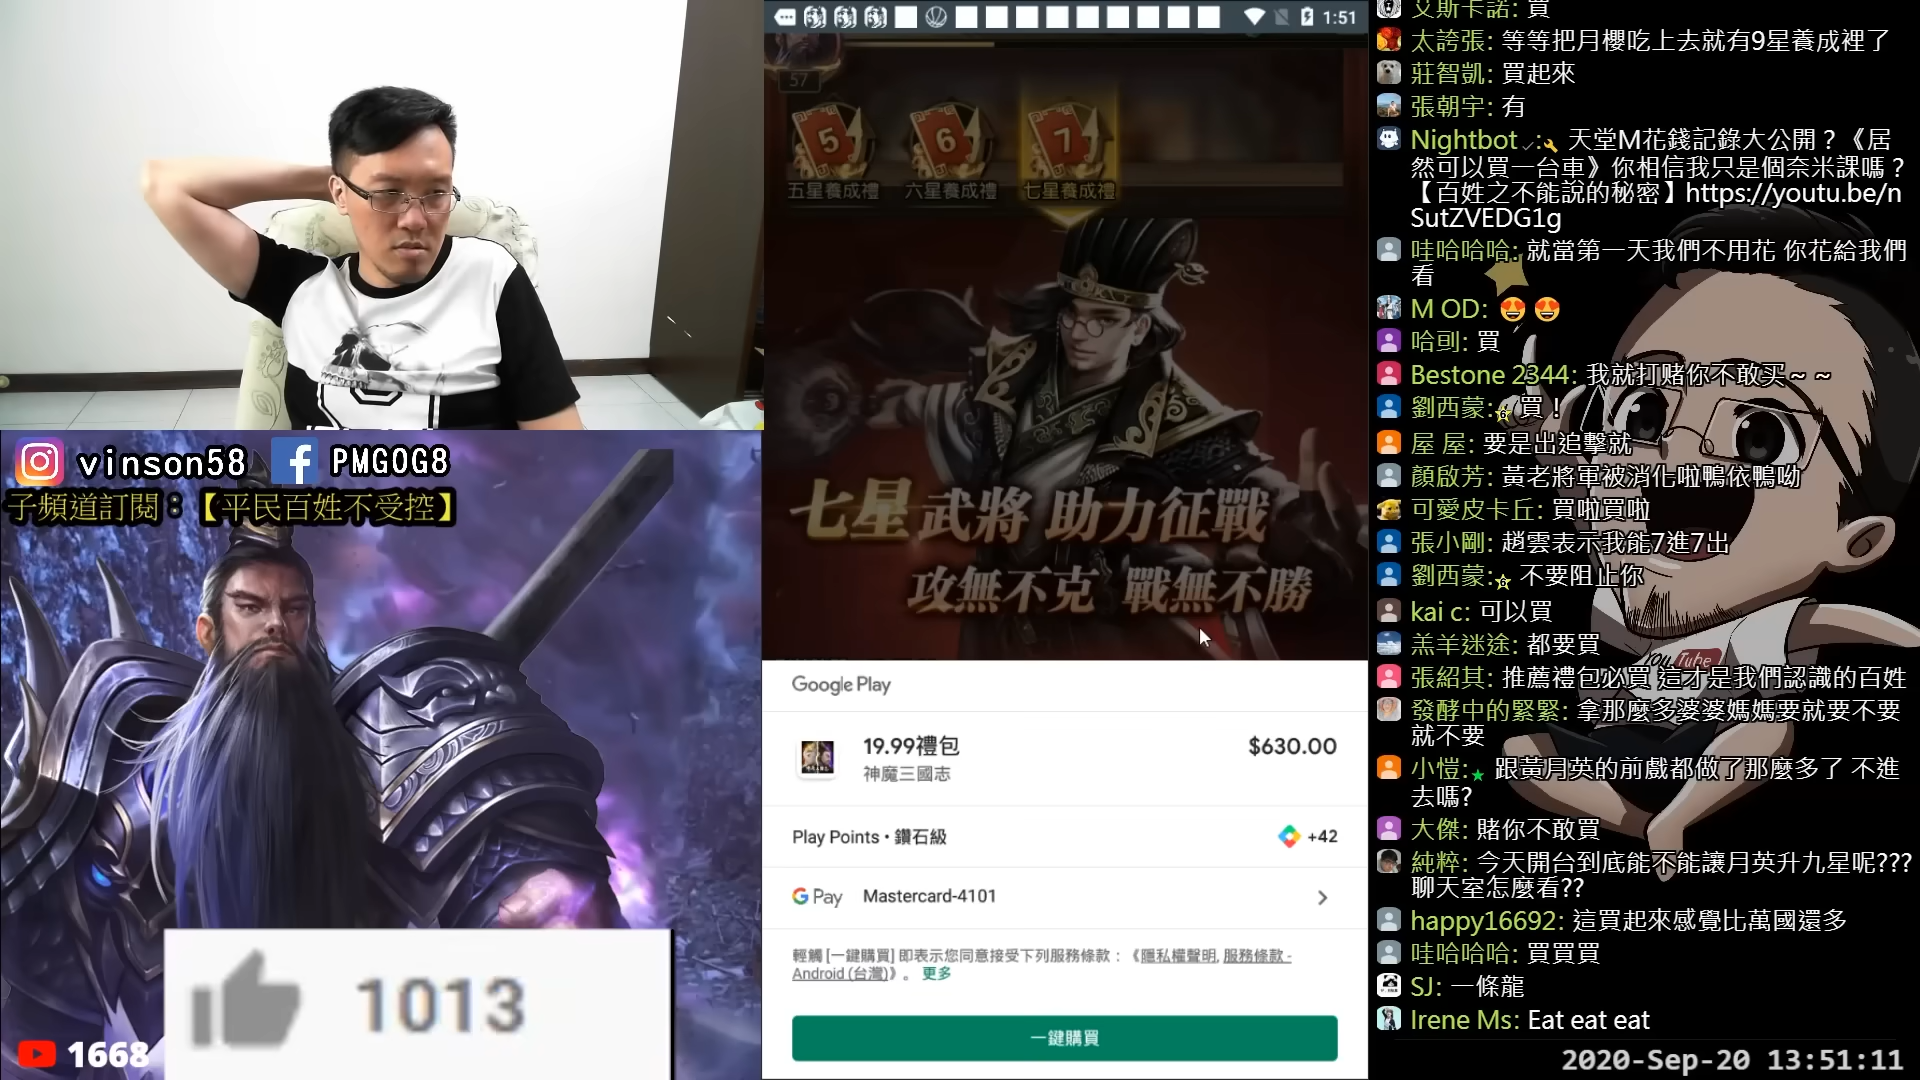 vinson58
PMGOG8
子頻道訂閱：【平民百姓不受控】
1013
1668
1:51
57
5
6
7
五星養成禮
六星養成禮
七星養成禮
七星武將 助力征戰
攻無不克 戰無不勝
Google Play
19.99禮包
$630.00
神魔三國志
Play Points • 鑽石級
+42
G Pay
Mastercard-4101
輕觸 [一鍵購買] 即表示您同意接受下列服務條款：《隱私權聲明, 服務條款 -
Android (台灣)》。 更多
一鍵購買
艾斯卡諾: 買
太誇張: 等等把月櫻吃上去就有9星養成裡了
莊智凱: 買起來
張朝宇: 有
Nightbot : 天堂M花錢記錄大公開？《居
然可以買一台車》你相信我只是個奈米課嗎？
【百姓之不能說的秘密】https://youtu.be/n
SutZVEDG1g
哇哈哈哈: 就當第一天我們不用花 你花給我們
看
M OD: 😍 😍
哈刯: 買
Bestone 2344: 我就打赌你不敢买~ ~
劉西蒙: 買！
屋 屋: 要是出追擊就
顏啟芳: 黃老將軍被消化啦鴨依鴨呦
可愛皮卡丘: 買啦買啦
張小剛: 趙雲表示我能7進7出
劉西蒙: 不要阻止你
kai c: 可以買
羔羊迷途: 都要買
Tube
張紹其: 推薦禮包必買 這才是我們認識的百姓
發酵中的緊緊: 拿那麼多婆婆媽媽要就要不要
就不要
小愷: 跟黃月英的前戲都做了那麼多了 不進
去嗎?
大傑: 賭你不敢買
純粹: 今天開台到底能不能讓月英升九星呢???
聊天室怎麼看??
happy16692: 這買起來感覺比萬國還多
哇哈哈哈: 買買買
SJ: 一條龍
Irene Ms: Eat eat eat
2020-Sep-20 13:51:11